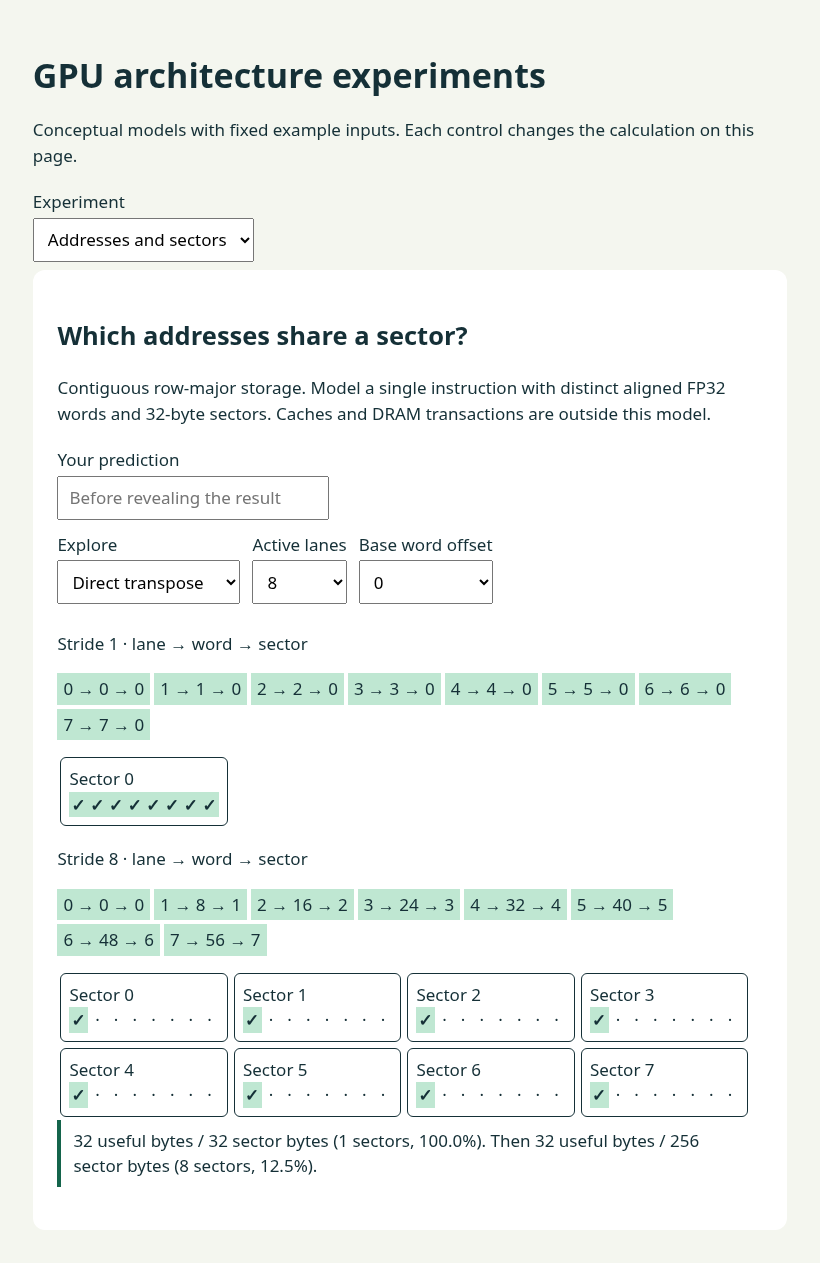 GPU architecture experiments
Conceptual models with fixed example inputs. Each control changes the calculation on this
page.
Experiment
Addresses and sectors
Which addresses share a sector?
Contiguous row-major storage. Model a single instruction with distinct aligned FP32
words and 32-byte sectors. Caches and DRAM transactions are outside this model.
Your prediction
Before revealing the result
Explore Active lanes Base word offset
Direct transpose 8 0
Stride 1 · lane → word → sector
0 → 0 → 0 1 → 1 → 0 2 → 2 → 0 3 → 3 → 0 4 → 4 → 0 5 → 5 → 0 6 → 6 → 0
7 → 7 → 0
Sector 0
✓ ✓ ✓ ✓ ✓ ✓ ✓ ✓
Stride 8 · lane → word → sector
0 → 0 → 0 1 → 8 → 1 2 → 16 → 2 3 → 24 → 3 4 → 32 → 4 5 → 40 → 5
6 → 48 → 6 7 → 56 → 7
Sector 0 Sector 1 Sector 2 Sector 3
✓ · · · · · · · ✓ · · · · · · · ✓ · · · · · · · ✓ · · · · · · ·
Sector 4 Sector 5 Sector 6 Sector 7
✓ · · · · · · · ✓ · · · · · · · ✓ · · · · · · · ✓ · · · · · · ·
32 useful bytes / 32 sector bytes (1 sectors, 100.0%). Then 32 useful bytes / 256
sector bytes (8 sectors, 12.5%).